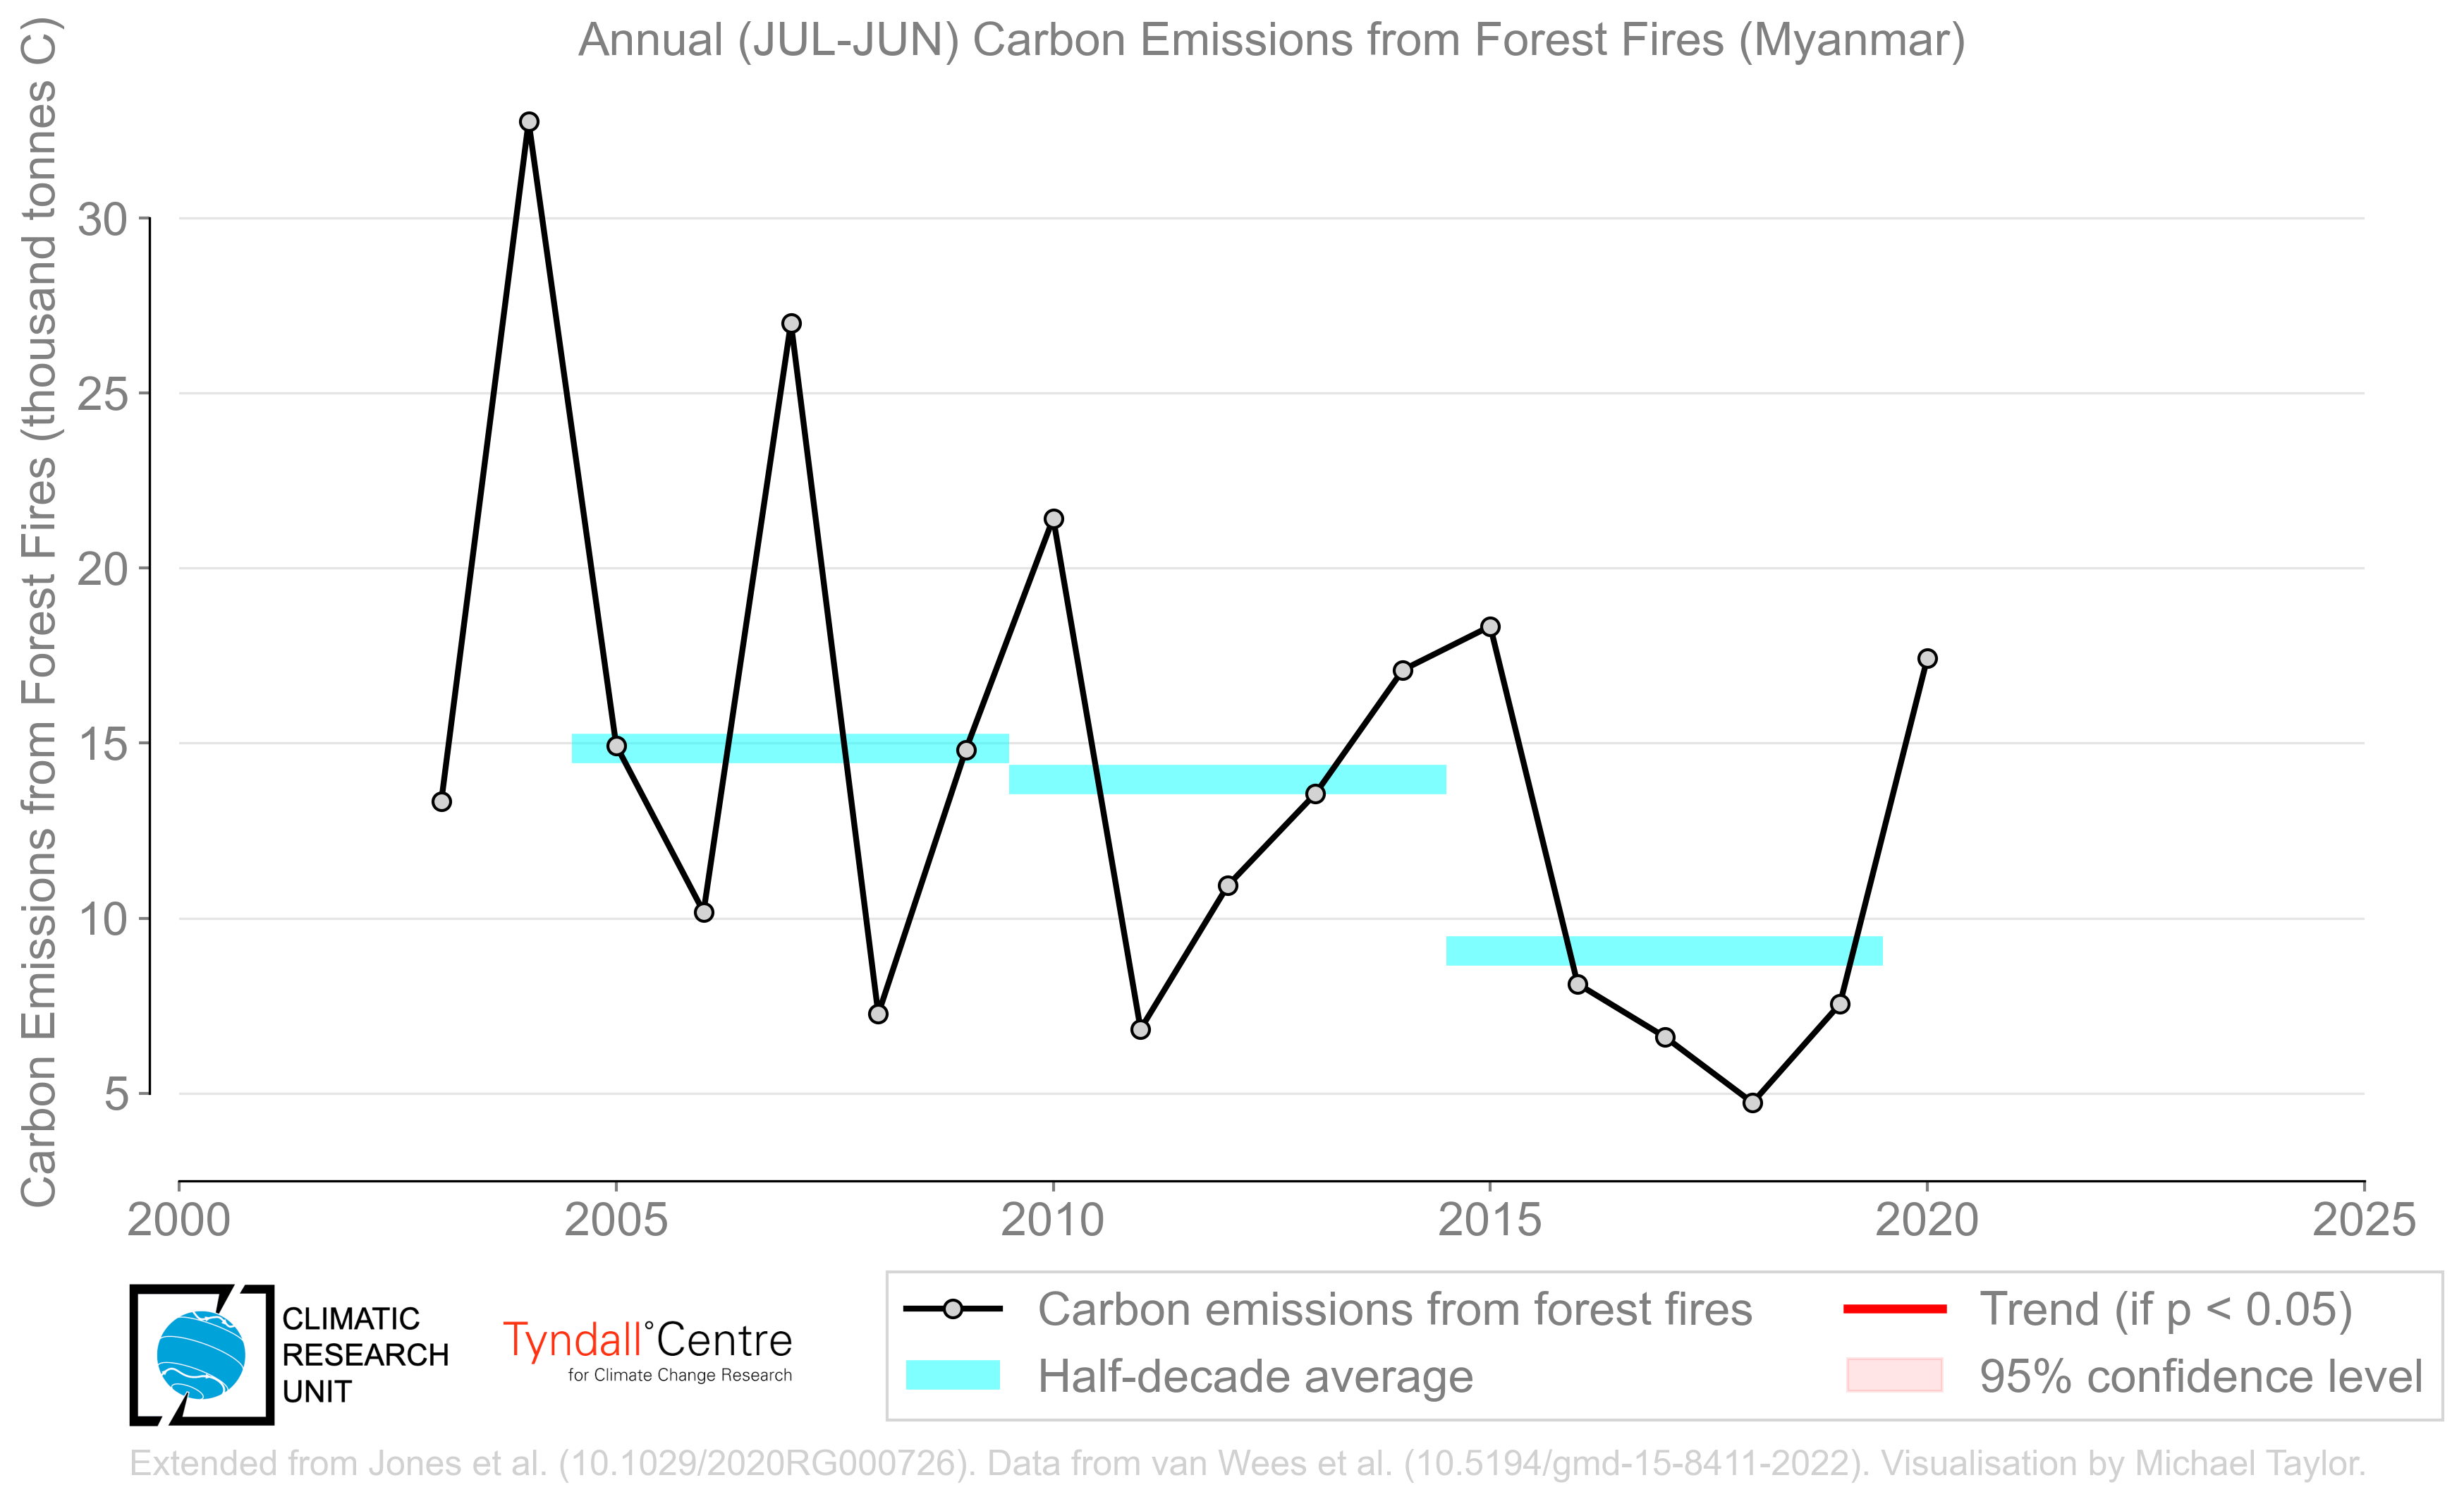 Annual (JUL-JUN) Carbon Emissions from Forest Fires (Myanmar)
Carbon Emissions from Forest Fires (thousand tonnes C)
30
25
20
15
10
5
2000 2005 2010 2015 2020 2025
CLIMATIC
RESEARCH
UNIT
Tyndall°Centre
for Climate Change Research
Carbon emissions from forest fires
Half-decade average
Trend (if p < 0.05)
95% confidence level
Extended from Jones et al. (10.1029/2020RG000726). Data from van Wees et al. (10.5194/gmd-15-8411-2022). Visualisation by Michael Taylor.